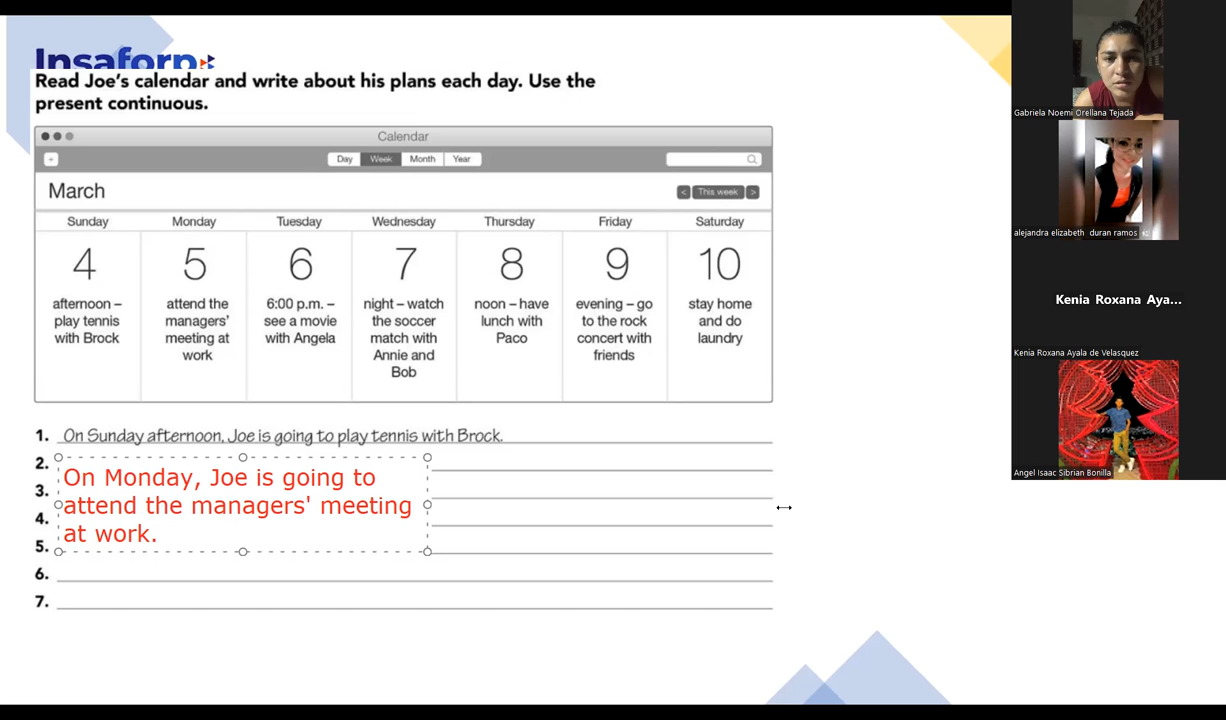 Insaforp
Read Joe's calendar and write about his plans each day. Use the
present continuous.
Calendar
+
Day Week Month Year
March
< This week >
Sunday Monday Tuesday Wednesday Thursday Friday Saturday
4 5 6 7 8 9 10
afternoon –
play tennis
with Brock
attend the
managers'
meeting at
work
6:00 p.m. –
see a movie
with Angela
night – watch
the soccer
match with
Annie and
Bob
noon – have
lunch with
Paco
evening – go
to the rock
concert with
friends
stay home
and do
laundry
1. On Sunday afternoon, Joe is going to play tennis with Brock.
2.
On Monday, Joe is going to
3.
attend the managers' meeting
4.
at work.
5.
6.
7.
Gabriela Noemi Orellana Tejada
alejandra elizabeth duran ramos
Kenia Roxana Aya...
Kenia Roxana Ayala de Velasquez
Angel Isaac Sibrian Bonilla